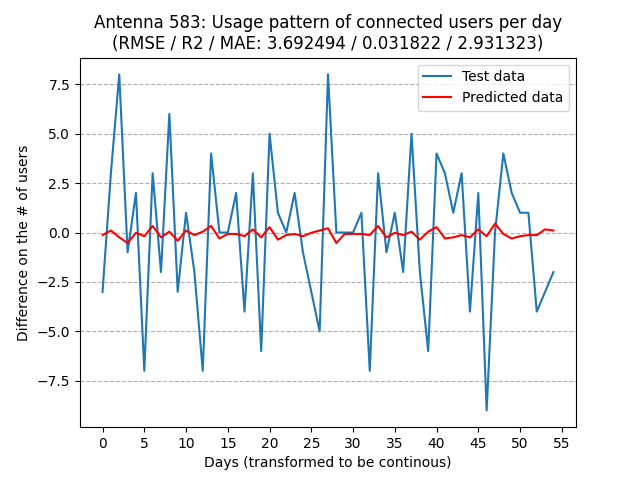 Antenna 583: Usage pattern of connected users per day
(RMSE / R2 / MAE: 3.692494 / 0.031822 / 2.931323)
Test data
Predicted data
7.5
5.0
2.5
0.0
−2.5
−5.0
−7.5
Difference on the # of users
0 5 10 15 20 25 30 35 40 45 50 55
Days (transformed to be continous)